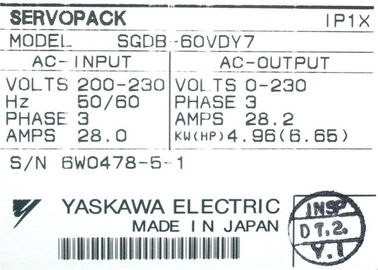 SERVOPACK IP1X
MODEL SGDB-60VDY7
AC-INPUT AC-OUTPUT
VOLTS 200-230 VOLTS 0-230
Hz 50/60 PHASE 3
PHASE 3 AMPS 28.2
AMPS 28.0 KW(HP) 4.96(6.65)
S/N 6W0478-5-1
YASKAWA ELECTRIC
MADE IN JAPAN
INSP
D7.2.
Y.I